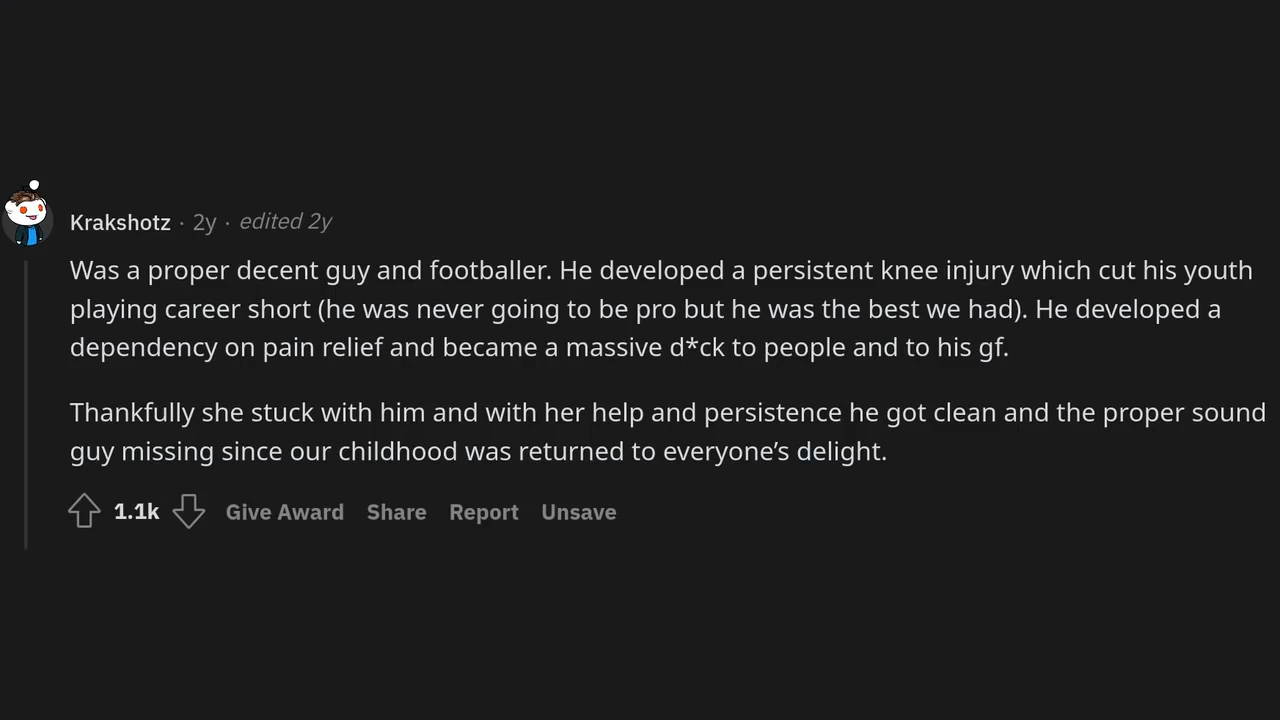 Krakshotz · 2y · edited 2y
Was a proper decent guy and footballer. He developed a persistent knee injury which cut his youth
playing career short (he was never going to be pro but he was the best we had). He developed a
dependency on pain relief and became a massive d*ck to people and to his gf.
Thankfully she stuck with him and with her help and persistence he got clean and the proper sound
guy missing since our childhood was returned to everyone’s delight.
1.1k Give Award Share Report Unsave